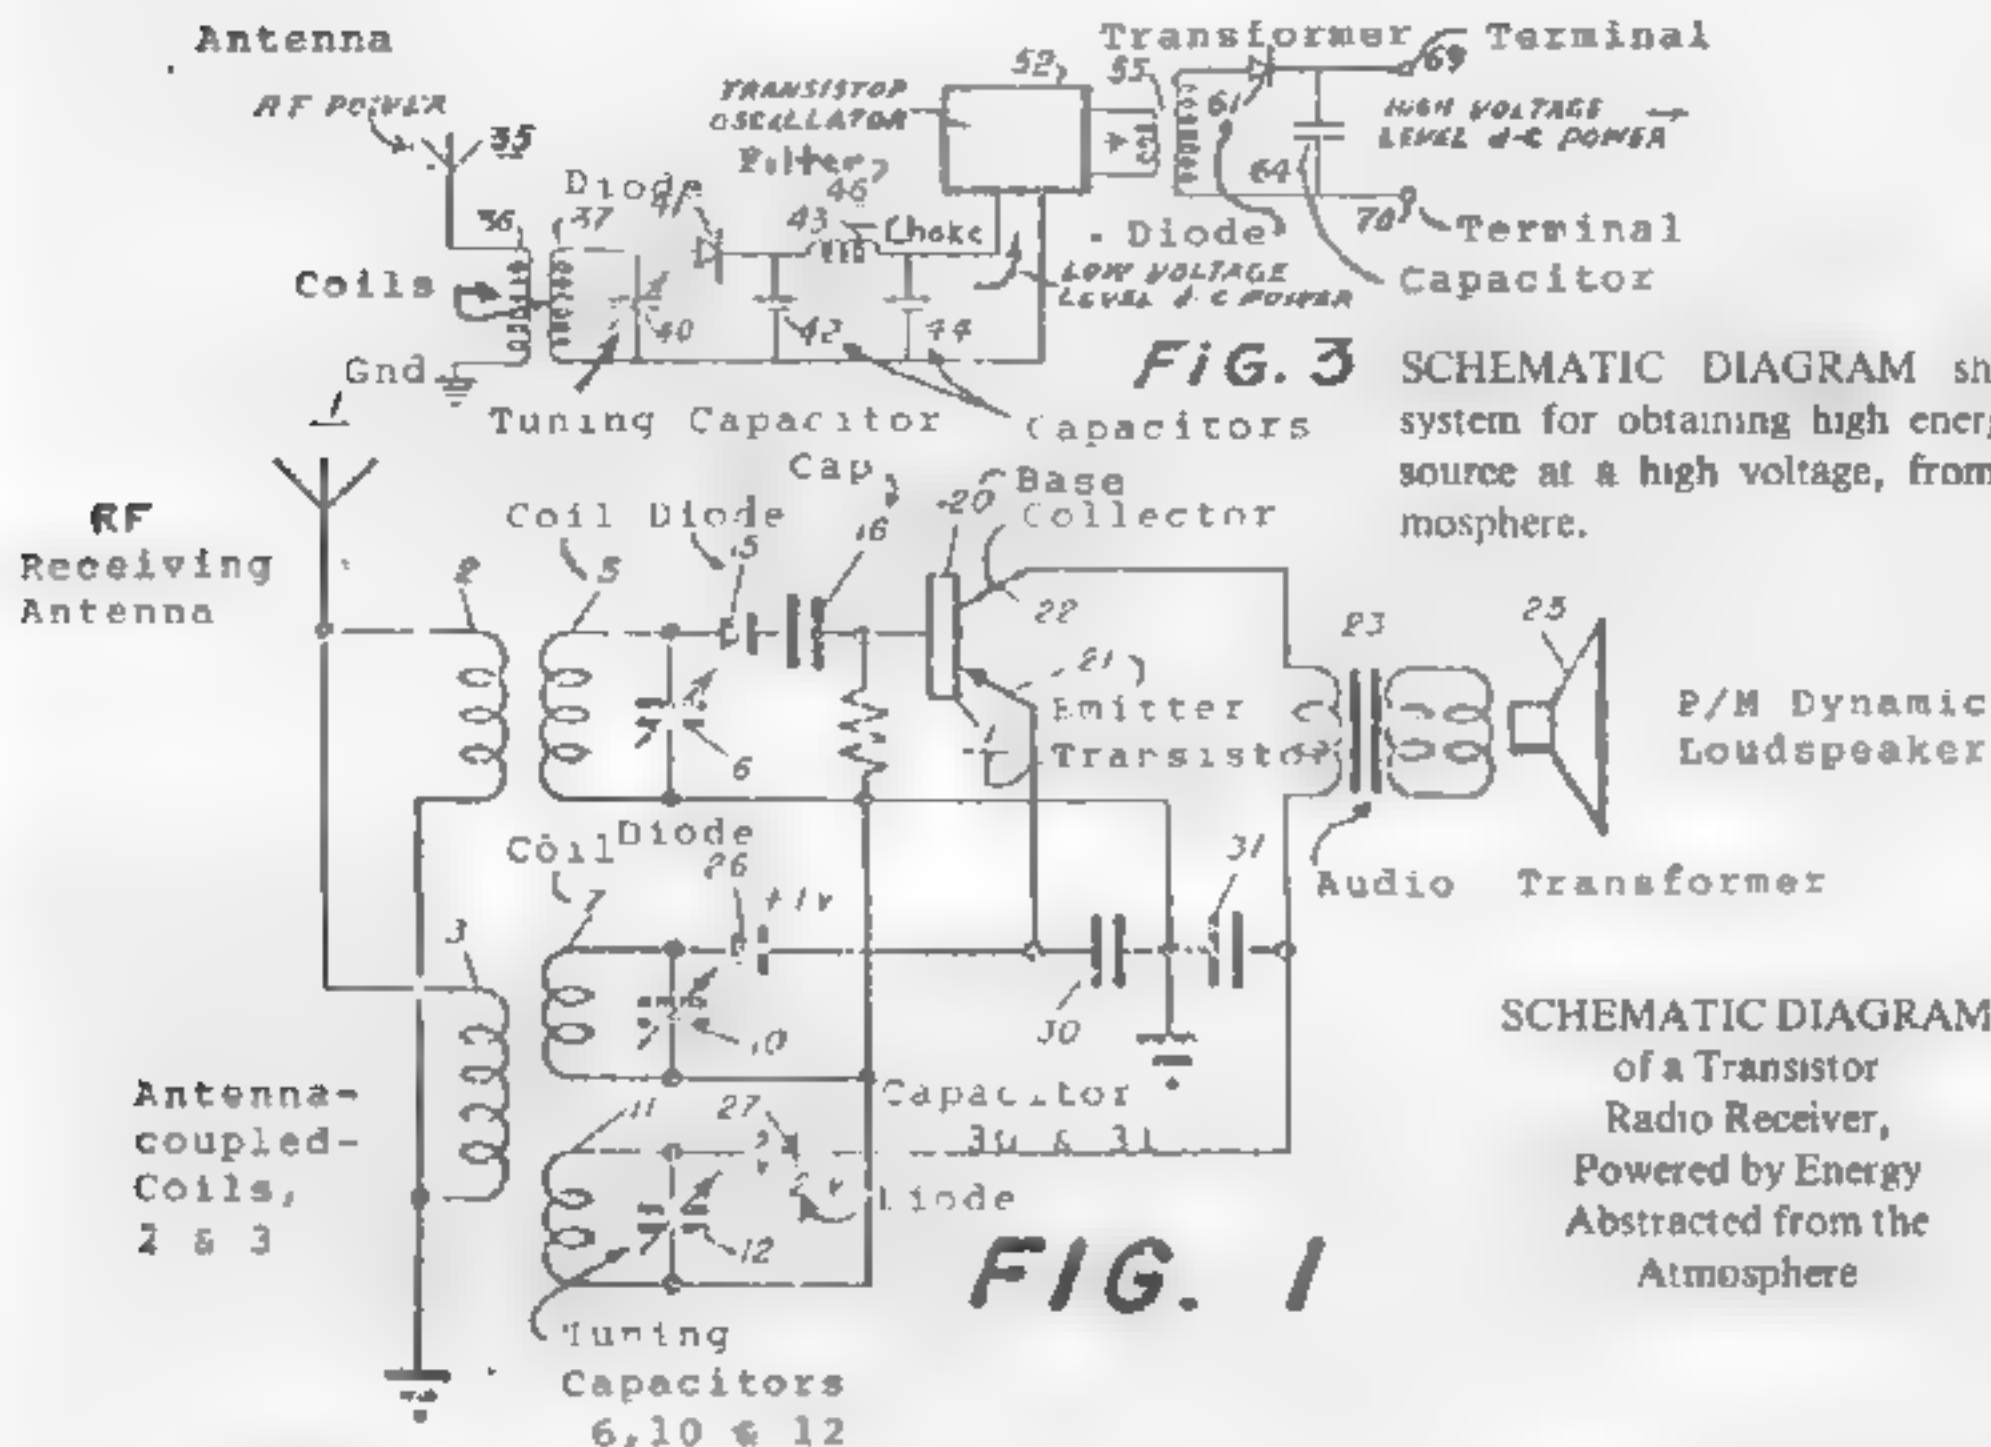 Antenna
RF POWER
35
TRANSISTOR
OSCILLATOR
Filter
46
52
Transformer
55
Terminal
69
61
HIGH VOLTAGE
LEVEL d-c POWER
64
70
Terminal
Diode
41
36
37
43
Choke
Diode
Capacitor
LOW VOLTAGE
LEVEL d-c POWER
Coils
40
42
44
Gnd
Tuning Capacitor
Capacitors
FIG. 3
SCHEMATIC DIAGRAM sh
system for obtaining high energ
source at a high voltage, from
mosphere.
1
RF
Receiving
Antenna
Cap
16
20
Base
Collector
Coil Diode
15
2
5
22
23
25
21
Emitter
Transistor
6
P/M Dynamic
Loudspeaker
Coil
Diode
26
+1v
7
3
31
Audio Transformer
10
30
SCHEMATIC DIAGRAM
of a Transistor
Radio Receiver,
Powered by Energy
Abstracted from the
Atmosphere
Antenna-
coupled-
Coils,
2 & 3
11
27
Capacitor
30 & 31
12
FIG. 1
Tuning
Capacitors
6,10 & 12